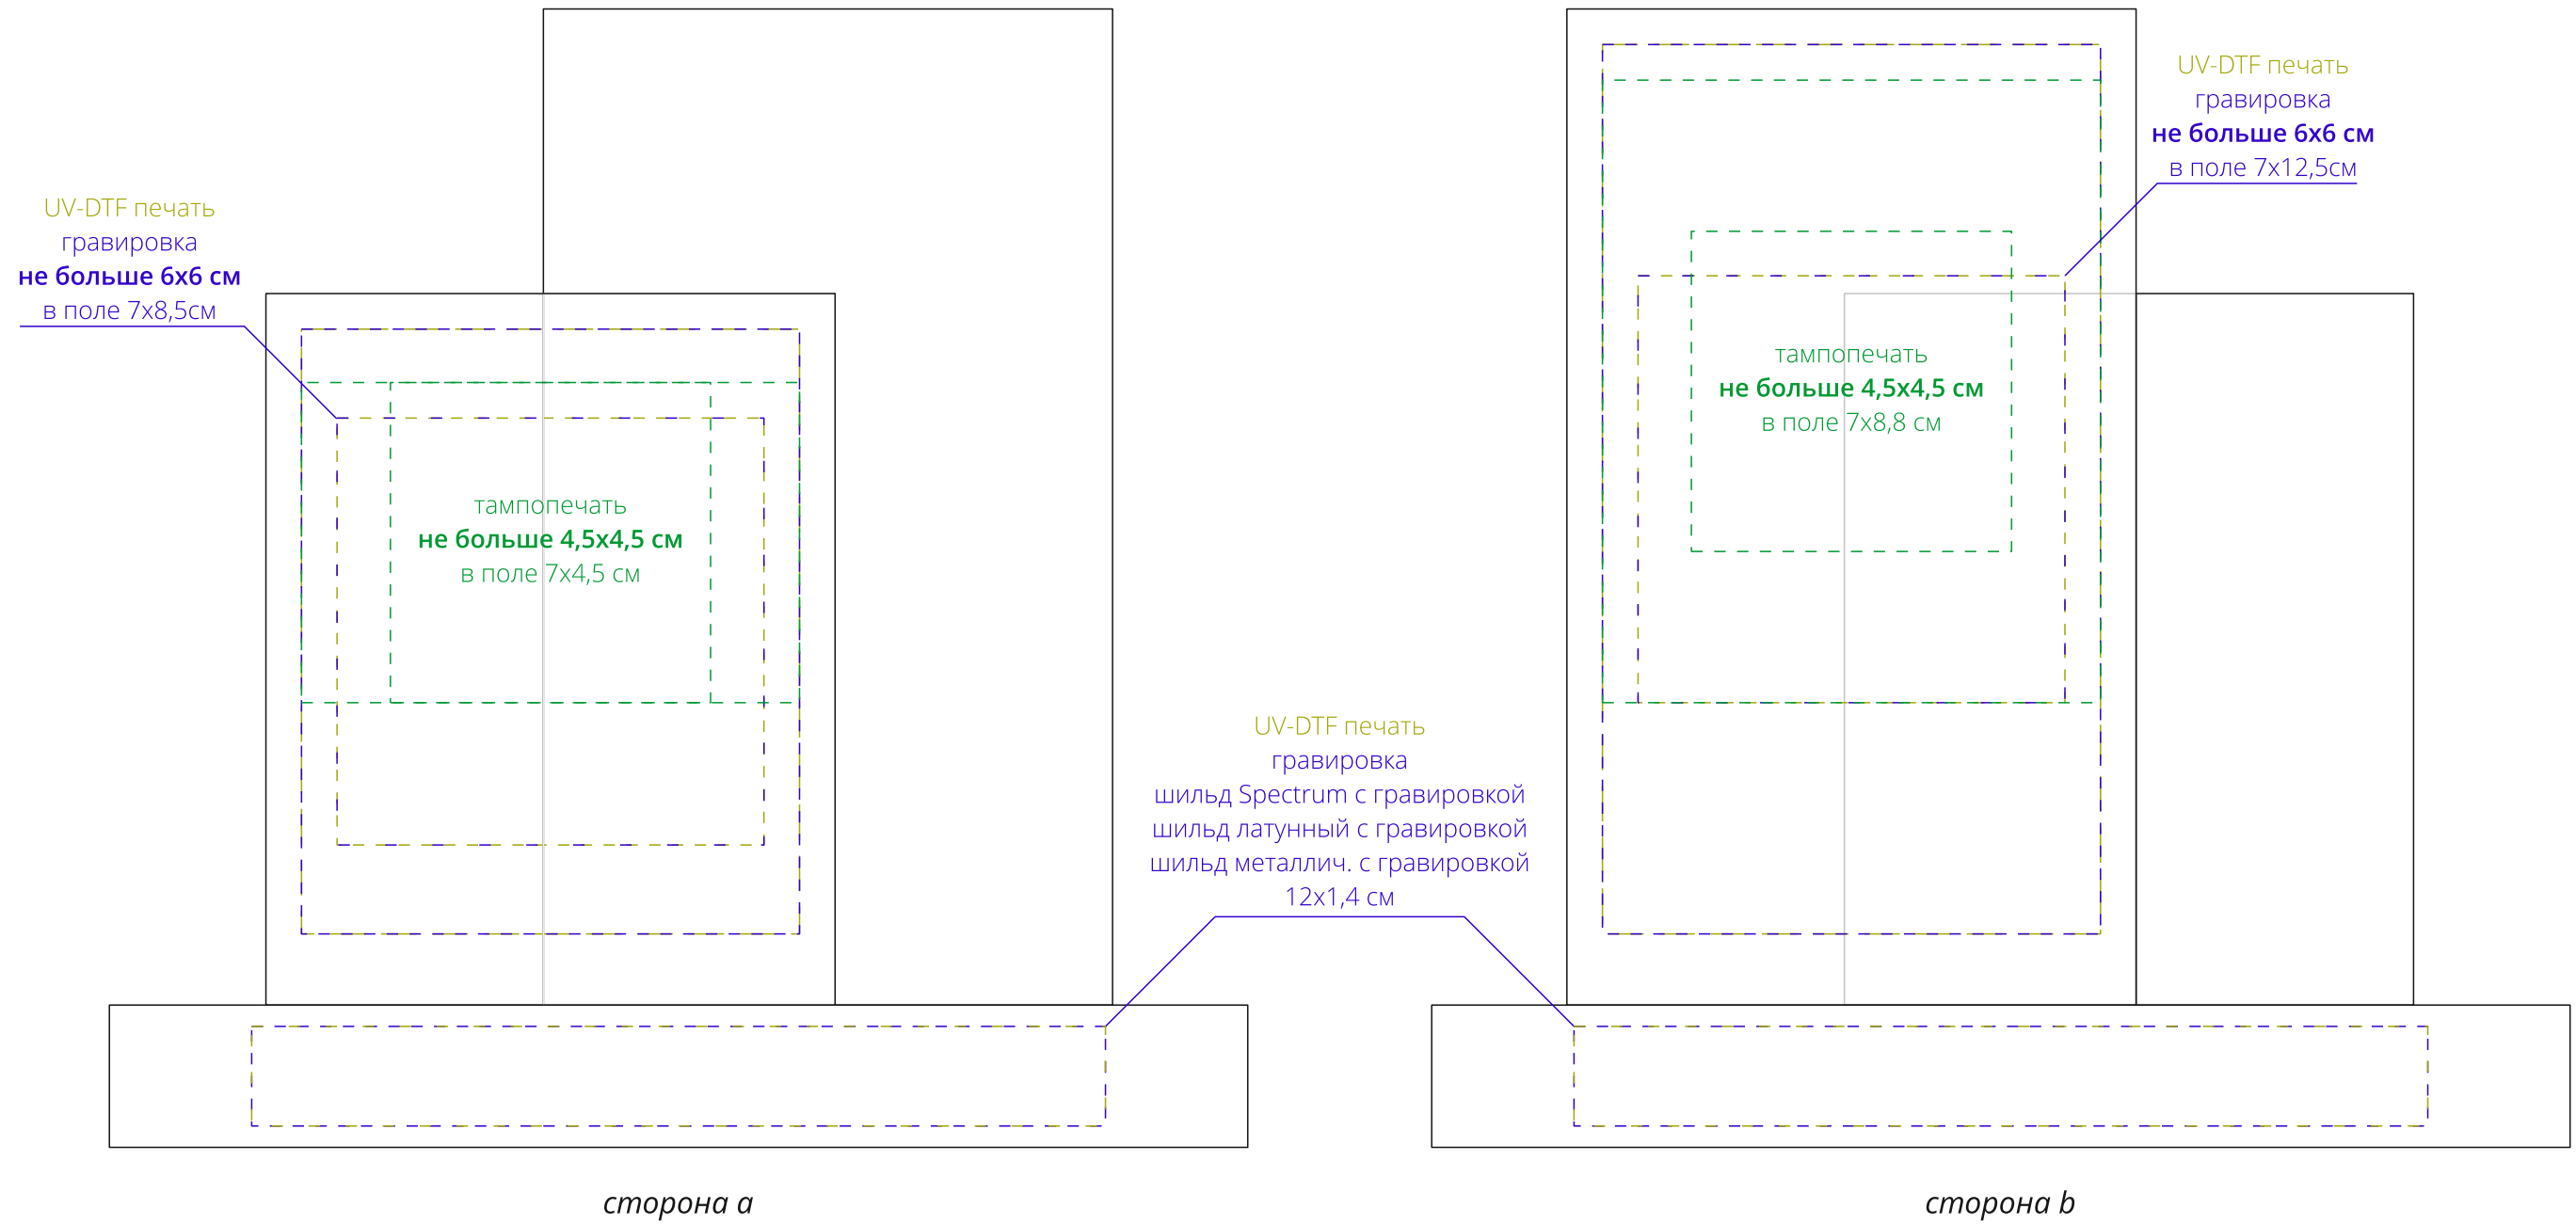 UV-DTF печать
гравировка
не больше 6х6 см
в поле 7х8,5см
тампопечать
не больше 4,5х4,5 см
в поле 7х4,5 см
UV-DTF печать
гравировка
шильд Spectrum с гравировкой
шильд латунный с гравировкой
шильд металлич. с гравировкой
12х1,4 см
UV-DTF печать
гравировка
не больше 6х6 см
в поле 7х12,5см
тампопечать
не больше 4,5х4,5 см
в поле 7х8,8 см
сторона a
сторона b